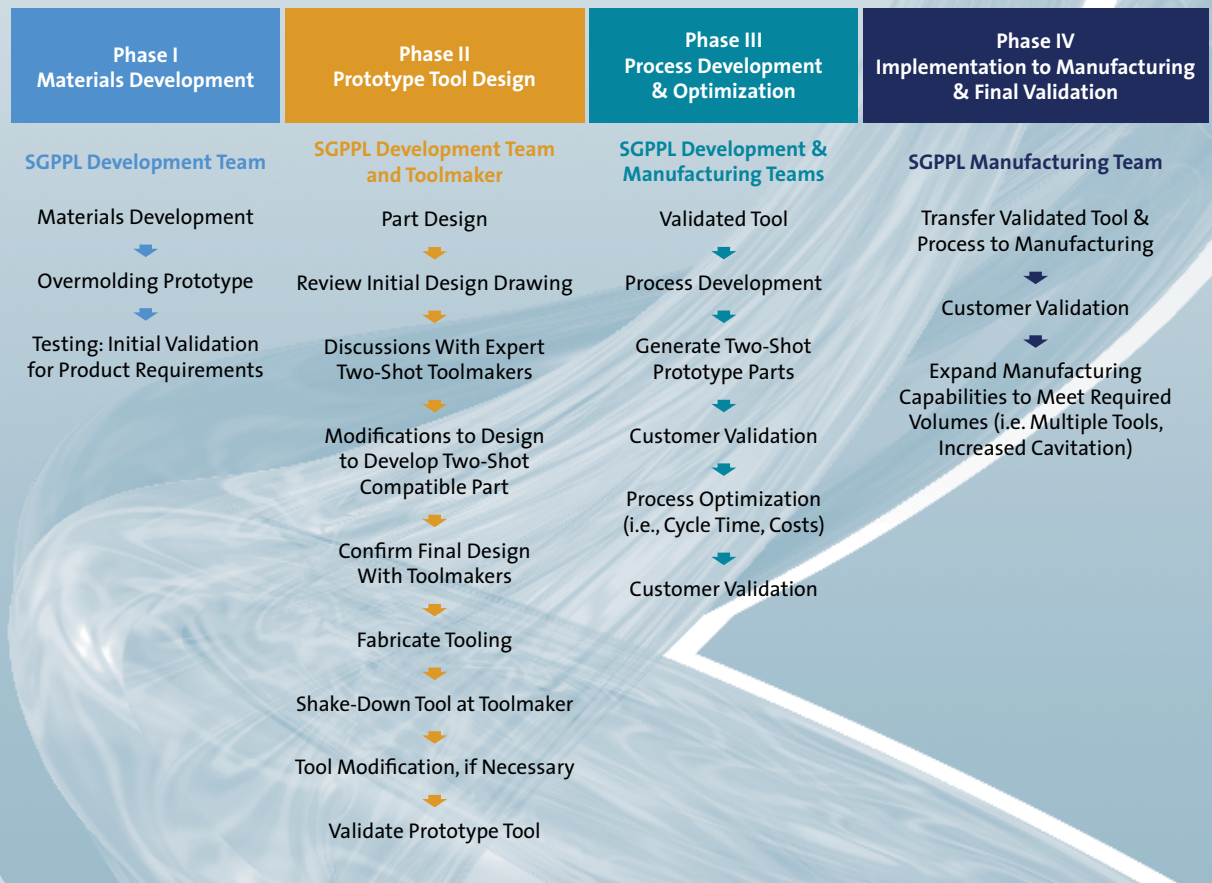 Phase I
Materials Development
SGPPL Development Team
Materials Development
Overmolding Prototype
Testing: Initial Validation
for Product Requirements
Phase II
Prototype Tool Design
SGPPL Development Team
and Toolmaker
Part Design
Review Initial Design Drawing
Discussions With Expert
Two-Shot Toolmakers
Modifications to Design
to Develop Two-Shot
Compatible Part
Confirm Final Design
With Toolmakers
Fabricate Tooling
Shake-Down Tool at Toolmaker
Tool Modification, if Necessary
Validate Prototype Tool
Phase III
Process Development
& Optimization
SGPPL Development &
Manufacturing Teams
Validated Tool
Process Development
Generate Two-Shot
Prototype Parts
Customer Validation
Process Optimization
(i.e., Cycle Time, Costs)
Customer Validation
Phase IV
Implementation to Manufacturing
& Final Validation
SGPPL Manufacturing Team
Transfer Validated Tool &
Process to Manufacturing
Customer Validation
Expand Manufacturing
Capabilities to Meet Required
Volumes (i.e. Multiple Tools,
Increased Cavitation)